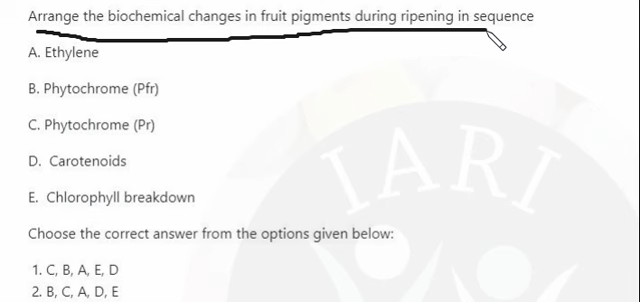 Arrange the biochemical changes in fruit pigments during ripening in sequence
A. Ethylene
B. Phytochrome (Pfr)
C. Phytochrome (Pr)
D. Carotenoids
E. Chlorophyll breakdown
IARI
Choose the correct answer from the options given below:
1. C, B, A, E, D
2. B, C, A, D, E